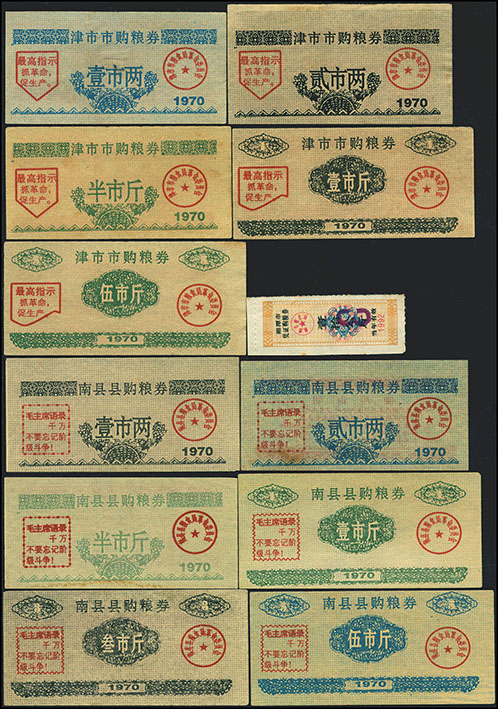 津市市购粮券
最高指示
抓革命，
促生产。
壹市两
1970
津市市购粮券
最高指示
抓革命，
促生产。
贰市两
1970
津市市购粮券
最高指示
抓革命，
促生产。
半市斤
1970
津市市购粮券
最高指示
抓革命，
促生产。
壹市斤
1970
津市市购粮券
最高指示
抓革命，
促生产。
伍市斤
1970
湘潭市
当年有效
1992
南县县购粮券
毛主席语录
千万
不要忘记阶
级斗争！
壹市两
1970
南县县购粮券
毛主席语录
千万
不要忘记阶
级斗争！
贰市两
1970
南县县购粮券
毛主席语录
千万
不要忘记阶
级斗争！
半市斤
1970
南县县购粮券
毛主席语录
千万
不要忘记阶
级斗争！
壹市斤
1970
南县县购粮券
毛主席语录
千万
不要忘记阶
级斗争！
叁市斤
1970
南县县购粮券
毛主席语录
千万
不要忘记阶
级斗争！
伍市斤
1970